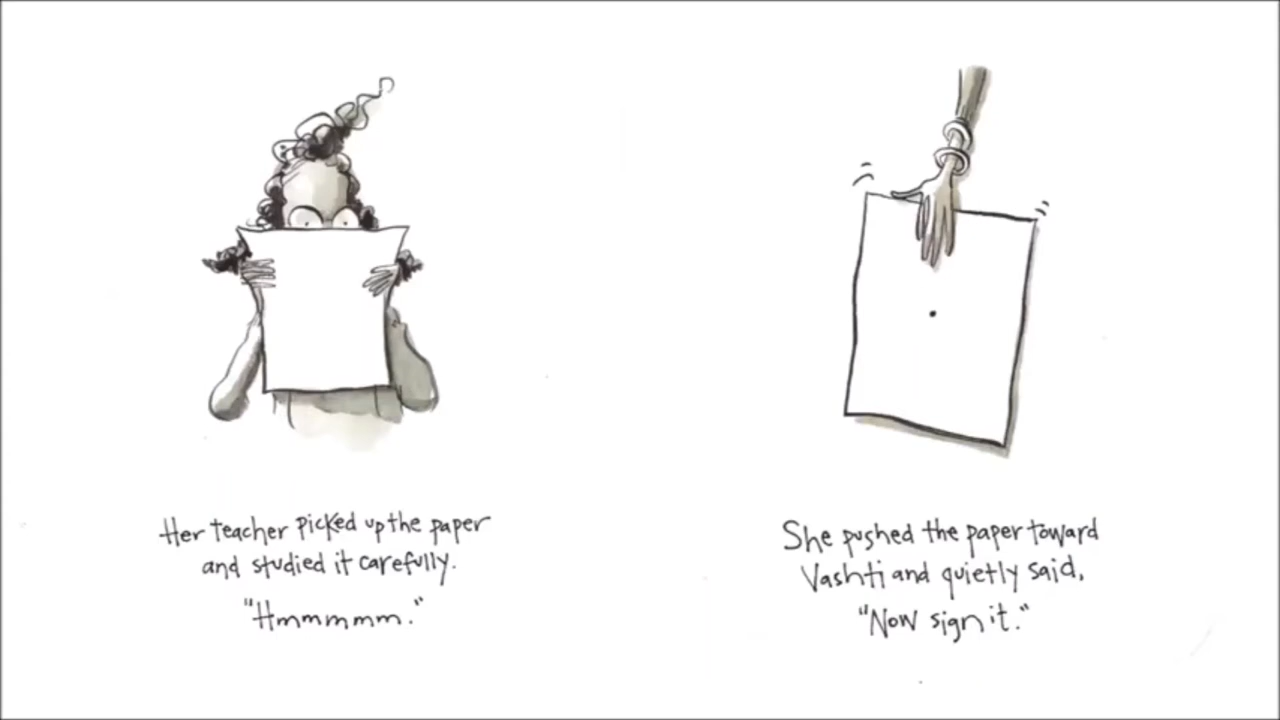 Her teacher picked up the paper
and studied it carefully.
"Hmmmmm."
She pushed the paper toward
Vashti and quietly said,
"Now sign it."